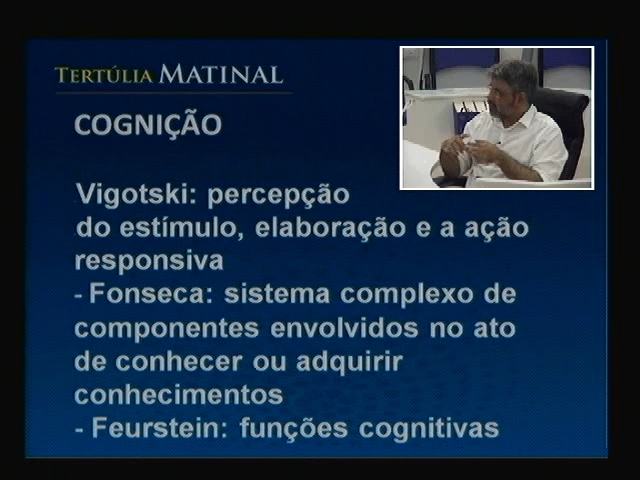 TERTÚLIA MATINAL
COGNIÇÃO
Vigotski: percepção
do estímulo, elaboração e a ação
responsiva
- Fonseca: sistema complexo de
componentes envolvidos no ato
de conhecer ou adquirir
conhecimentos
- Feurstein: funções cognitivas